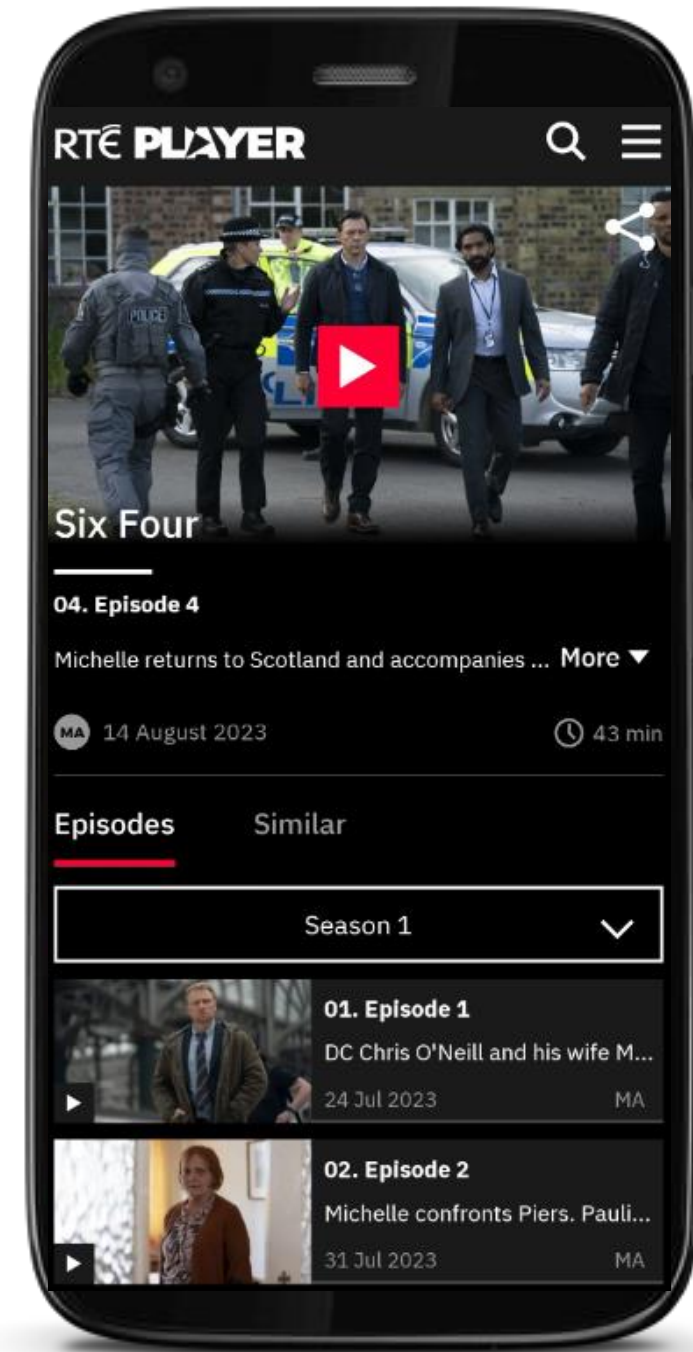 RTÉ PLAYER
POLICE
Six Four
04. Episode 4
Michelle returns to Scotland and accompanies ... More
MA 14 August 2023 43 min
Episodes Similar
Season 1
01. Episode 1
DC Chris O'Neill and his wife M...
24 Jul 2023 MA
02. Episode 2
Michelle confronts Piers. Pauli...
31 Jul 2023 MA